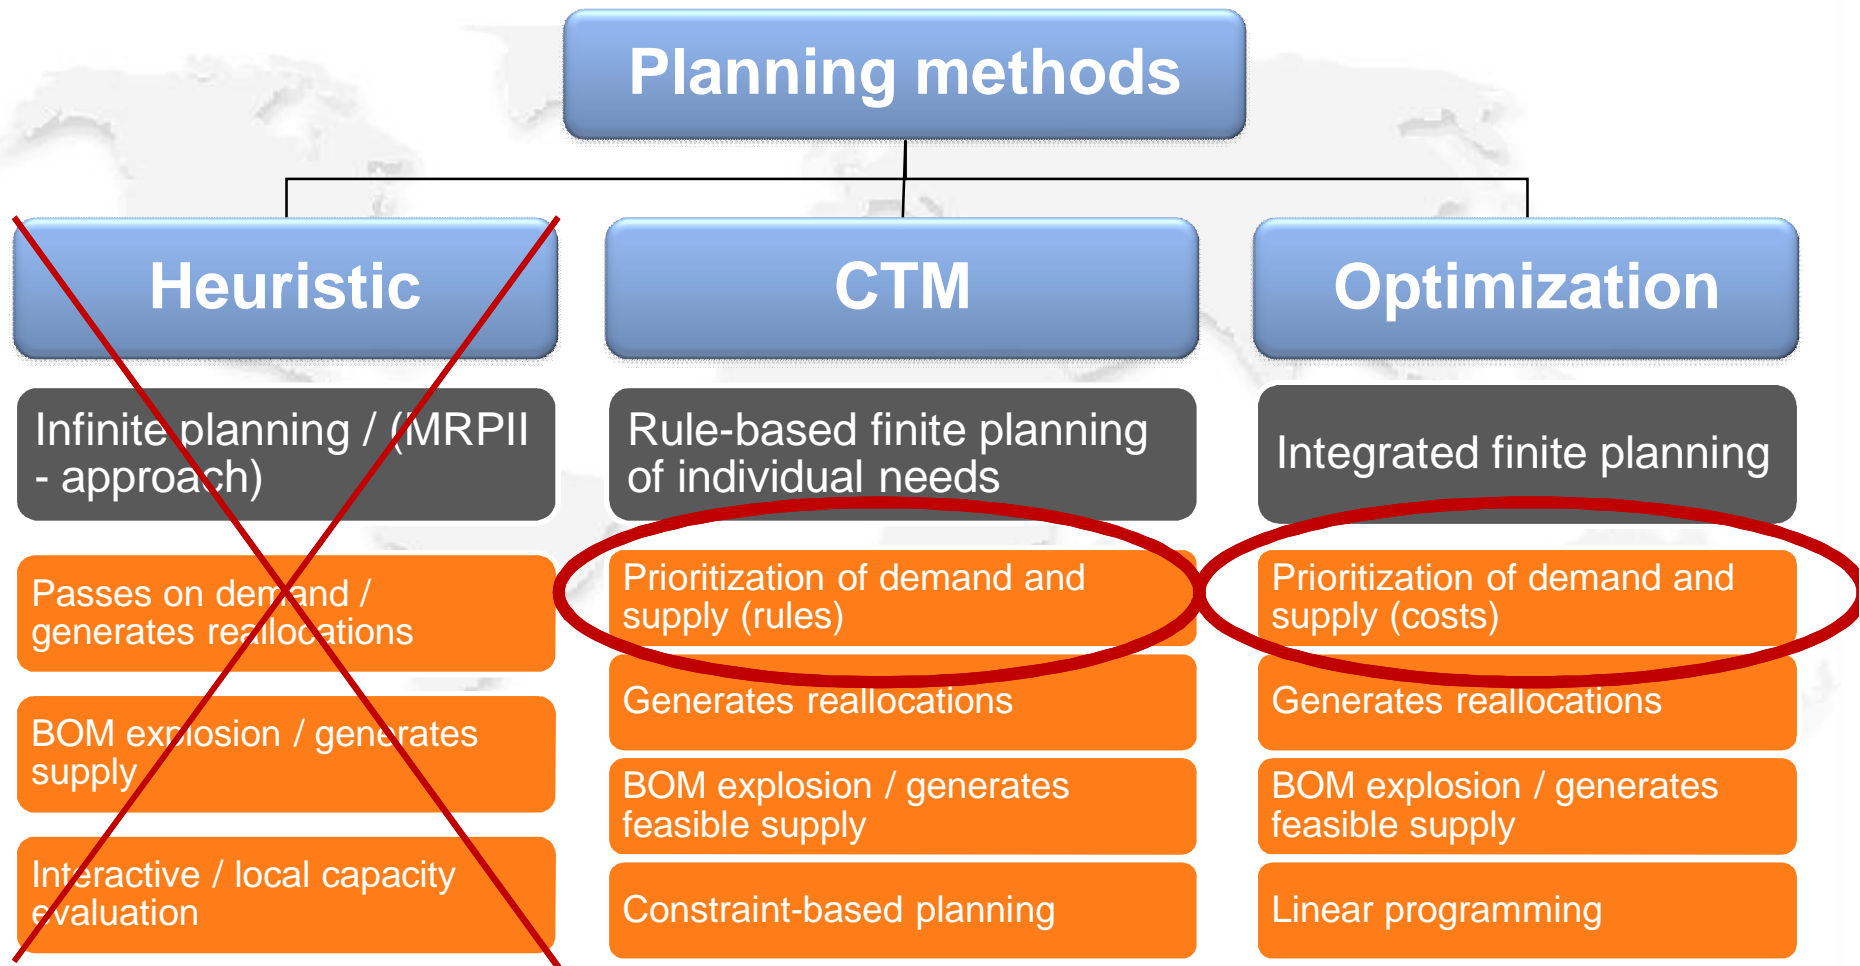 Planning methods
Heuristic
Infinite planning / (MRPII
- approach)
Passes on demand /
generates reallocations
BOM explosion / generates
supply
Interactive / local capacity
evaluation
CTM
Rule-based finite planning
of individual needs
Prioritization of demand and
supply (rules)
Generates reallocations
BOM explosion / generates
feasible supply
Constraint-based planning
Optimization
Integrated finite planning
Prioritization of demand and
supply (costs)
Generates reallocations
BOM explosion / generates
feasible supply
Linear programming